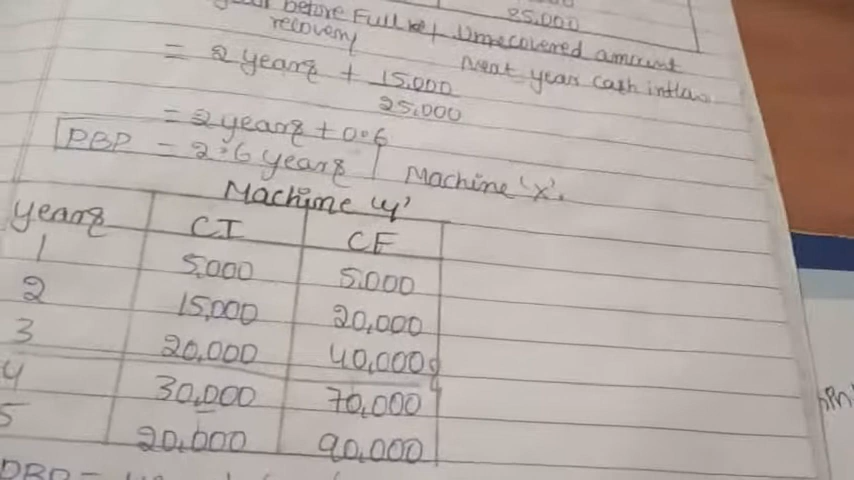 25,000
before Full recovery + Unrecovered amount
Next year cash inflow
= 2 years + 15,000
25,000
= 2 years + 0.6
PBP = 2.6 years Machine 'x'.
Machine 'y'
years CI CF
1 5,000 5,000
2 15,000 20,000
3 20,000 40,000
4 30,000 70,000
5 20,000 90,000
PBP =